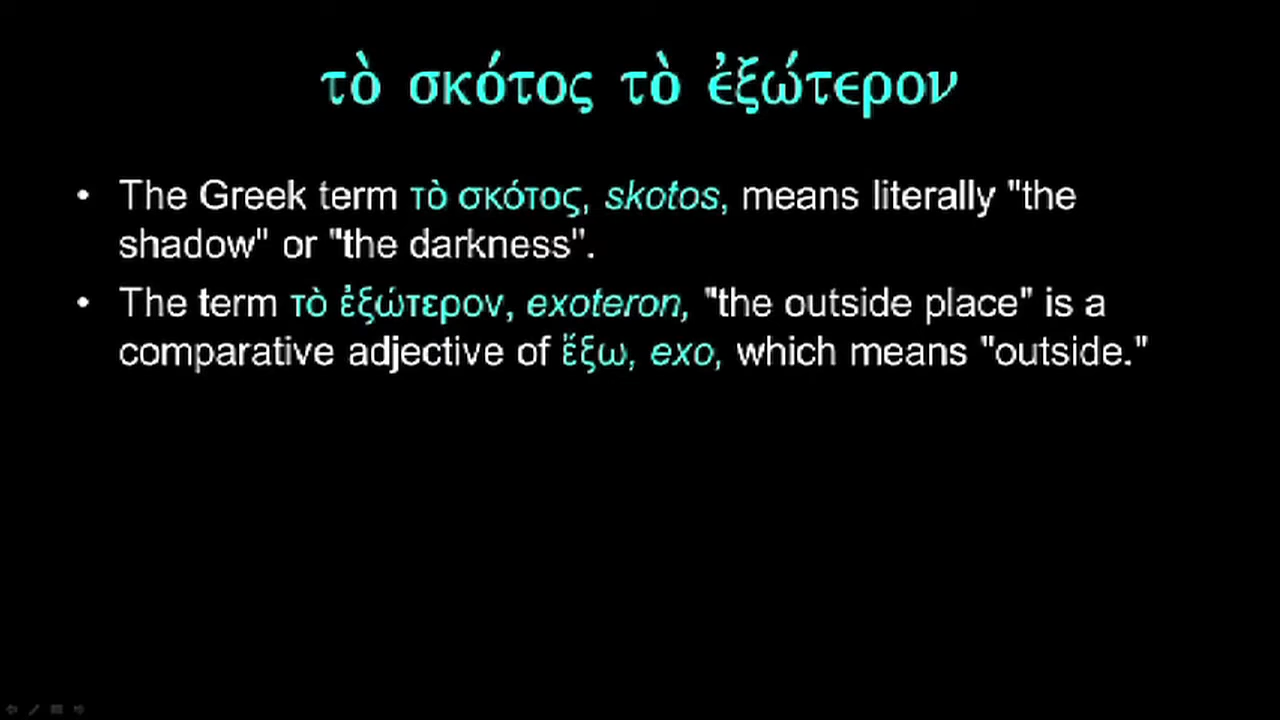 τὸ σκότος τὸ ἐξώτερον
• The Greek term τὸ σκότος, skotos, means literally "the
shadow" or "the darkness".
• The term τὸ ἐξώτερον, exoteron, "the outside place" is a
comparative adjective of ἔξω, exo, which means "outside."